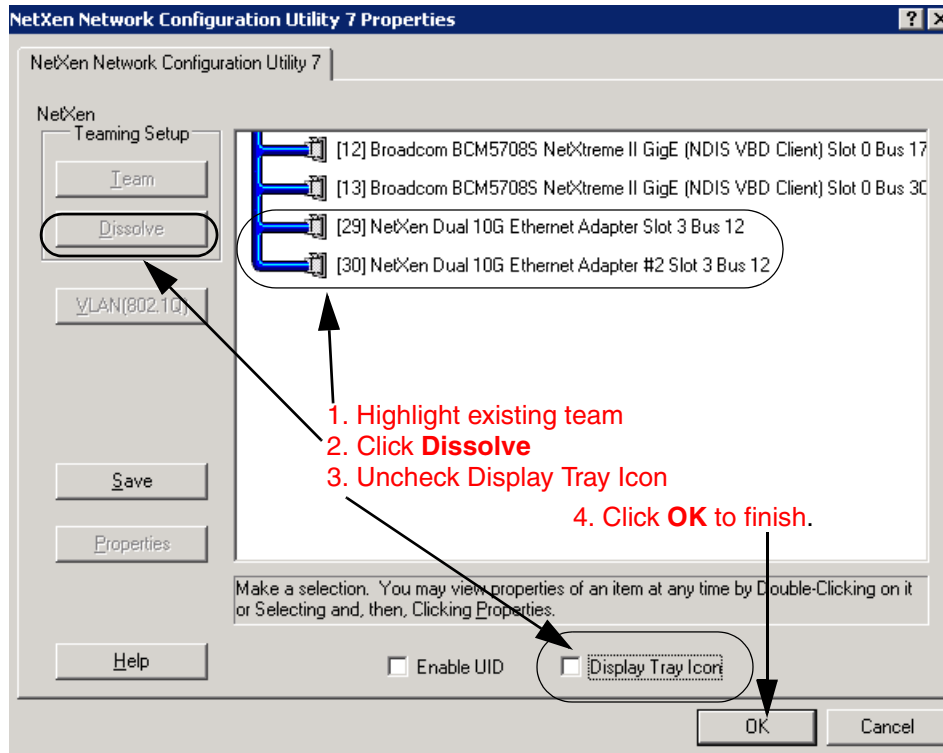 NetXen Network Configuration Utility 7 Properties
NetXen Network Configuration Utility 7
NetXen
Teaming Setup
Team
Dissolve
VLAN(802.1Q)
Save
Properties
Help
[12] Broadcom BCM5708S NetXtreme II GigE (NDIS VBD Client) Slot 0 Bus 17
[13] Broadcom BCM5708S NetXtreme II GigE (NDIS VBD Client) Slot 0 Bus 30
[29] NetXen Dual 10G Ethernet Adapter Slot 3 Bus 12
[30] NetXen Dual 10G Ethernet Adapter #2 Slot 3 Bus 12
1. Highlight existing team
2. Click Dissolve
3. Uncheck Display Tray Icon
4. Click OK to finish.
Make a selection. You may view properties of an item at any time by Double-Clicking on it
or Selecting and, then, Clicking Properties.
Enable UID
Display Tray Icon
OK
Cancel